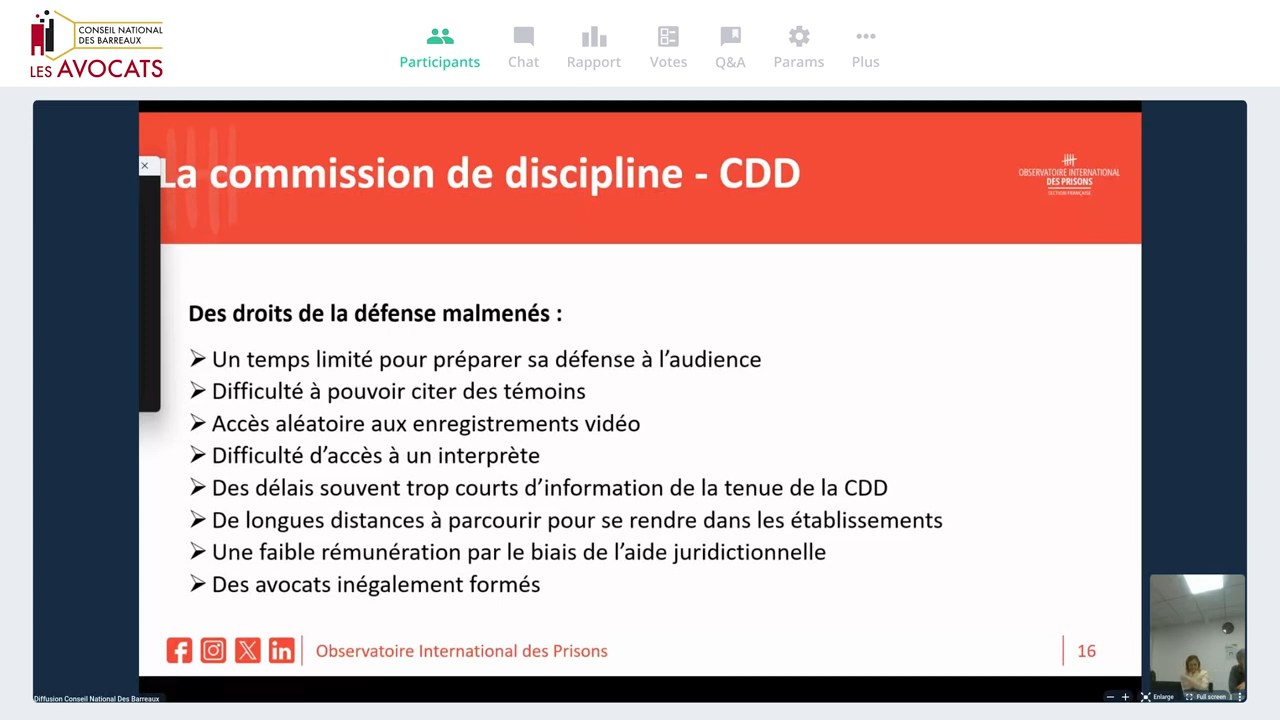 CONSEIL NATIONAL
DES BARREAUX
LES AVOCATS
Participants
Chat
Rapport
Votes
Q&A
Params
Plus
La commission de discipline - CDD
OBSERVATOIRE INTERNATIONAL
DES PRISONS
SECTION FRANÇAISE
Des droits de la défense malmenés :
Un temps limité pour préparer sa défense à l'audience
Difficulté à pouvoir citer des témoins
Accès aléatoire aux enregistrements vidéo
Difficulté d'accès à un interprète
Des délais souvent trop courts d'information de la tenue de la CDD
De longues distances à parcourir pour se rendre dans les établissements
Une faible rémunération par le biais de l'aide juridictionnelle
Des avocats inégalement formés
Observatoire International des Prisons
16
Diffusion Conseil National Des Barreaux
Enlarge
Full screen